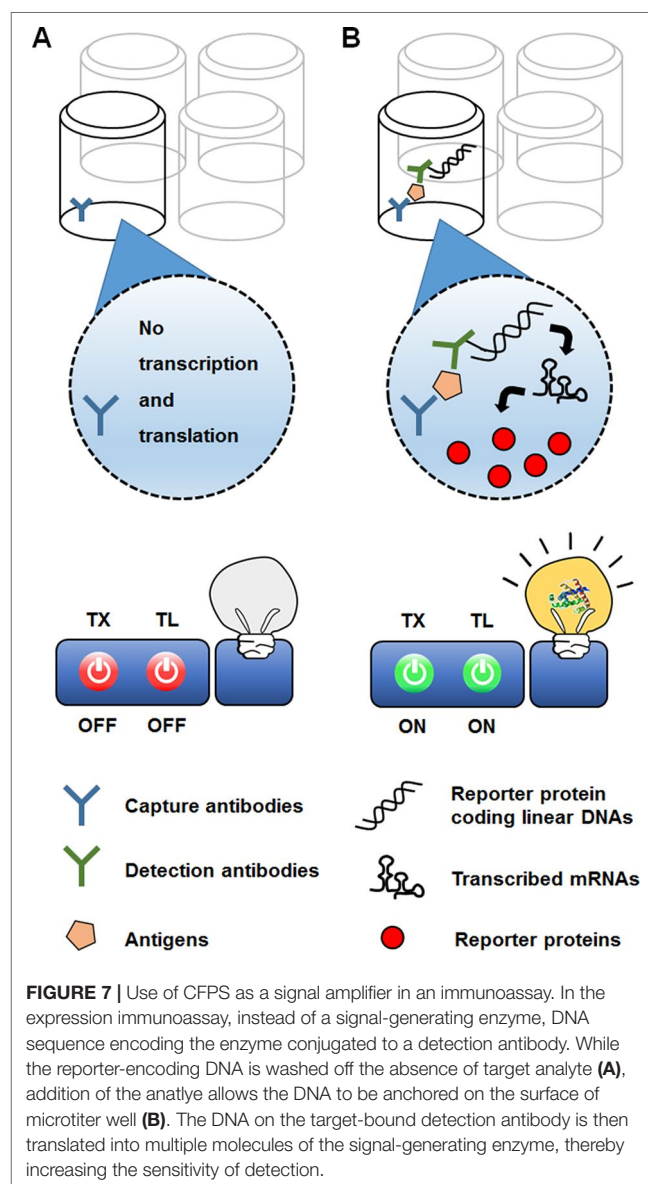 A
B
No
transcription
and
translation
TX TL
OFF OFF
TX TL
ON ON
Capture antibodies
Detection antibodies
Antigens
Reporter protein
coding linear DNAs
Transcribed mRNAs
Reporter proteins
FIGURE 7 | Use of CFPS as a signal amplifier in an immunoassay. In the
expression immunoassay, instead of a signal-generating enzyme, DNA
sequence encoding the enzyme conjugated to a detection antibody. While
the reporter-encoding DNA is washed off the absence of target analyte (A),
addition of the anatlye allows the DNA to be anchored on the surface of
microtiter well (B). The DNA on the target-bound detection antibody is then
translated into multiple molecules of the signal-generating enzyme, thereby
increasing the sensitivity of detection.